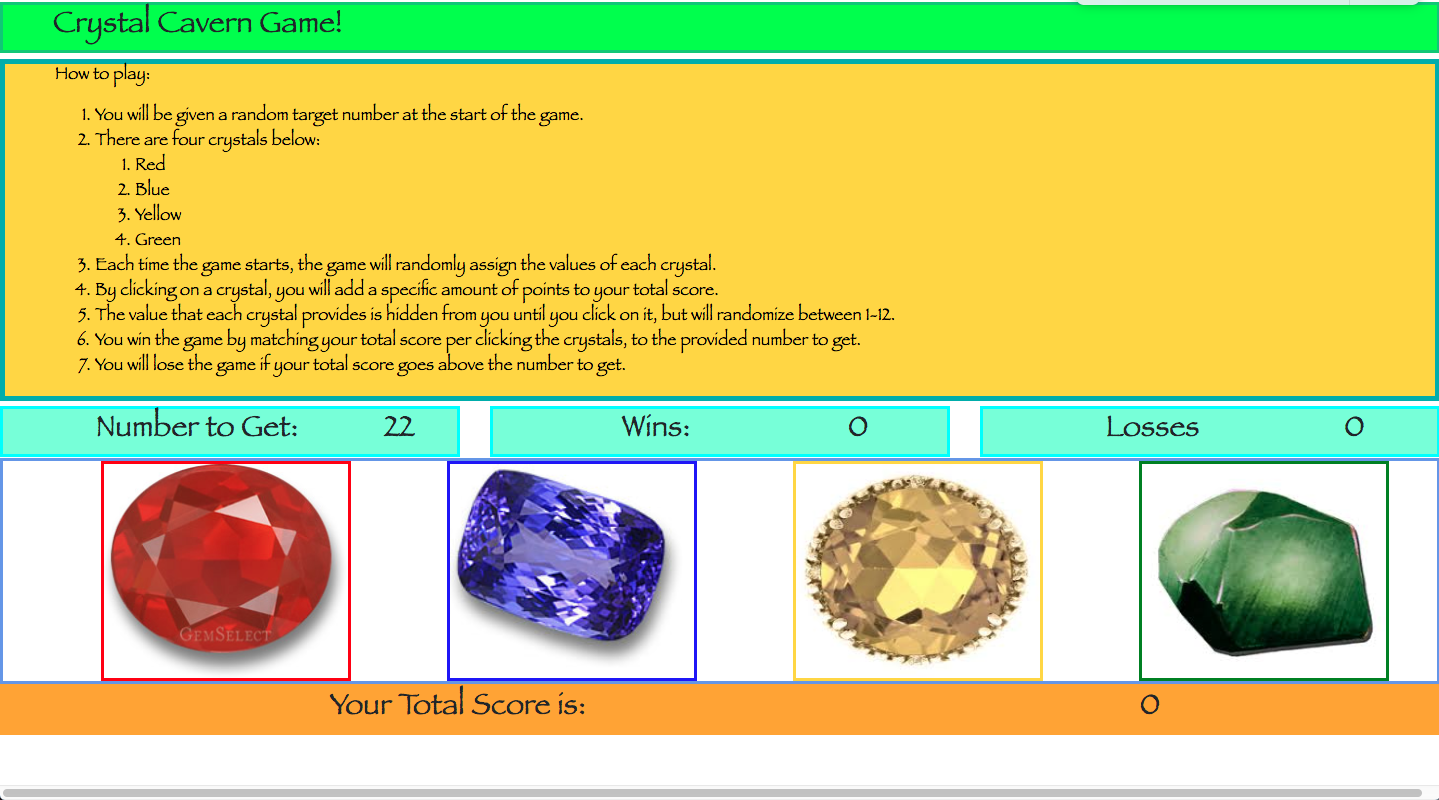 Crystal Cavern Game!
How to play:
1. You will be given a random target number at the start of the game.
2. There are four crystals below:
1. Red
2. Blue
3. Yellow
4. Green
3. Each time the game starts, the game will randomly assign the values of each crystal.
4. By clicking on a crystal, you will add a specific amount of points to your total score.
5. The value that each crystal provides is hidden from you until you click on it, but will randomize between 1-12.
6. You win the game by matching your total score per clicking the crystals, to the provided number to get.
7. You will lose the game if your total score goes above the number to get.
Number to Get: 22 Wins: 0 Losses 0
GemSelect
Your Total Score is: 0